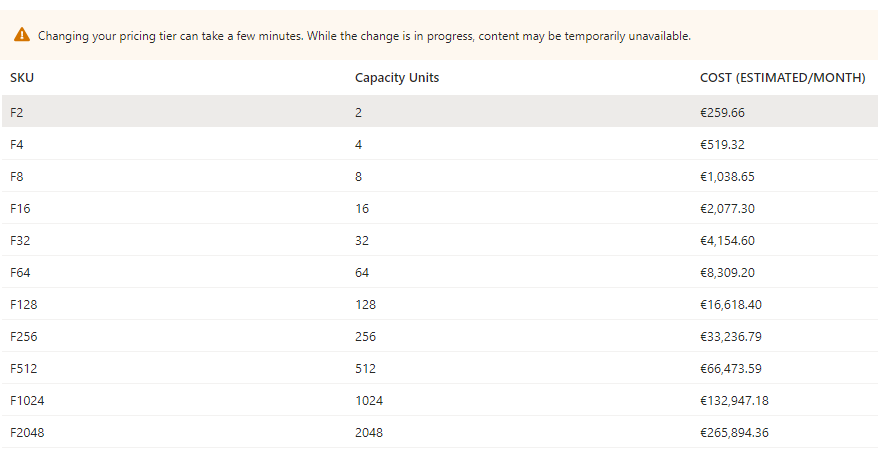 Changing your pricing tier can take a few minutes. While the change is in progress, content may be temporarily unavailable.
SKU Capacity Units COST (ESTIMATED/MONTH)
F2 2 €259.66
F4 4 €519.32
F8 8 €1,038.65
F16 16 €2,077.30
F32 32 €4,154.60
F64 64 €8,309.20
F128 128 €16,618.40
F256 256 €33,236.79
F512 512 €66,473.59
F1024 1024 €132,947.18
F2048 2048 €265,894.36